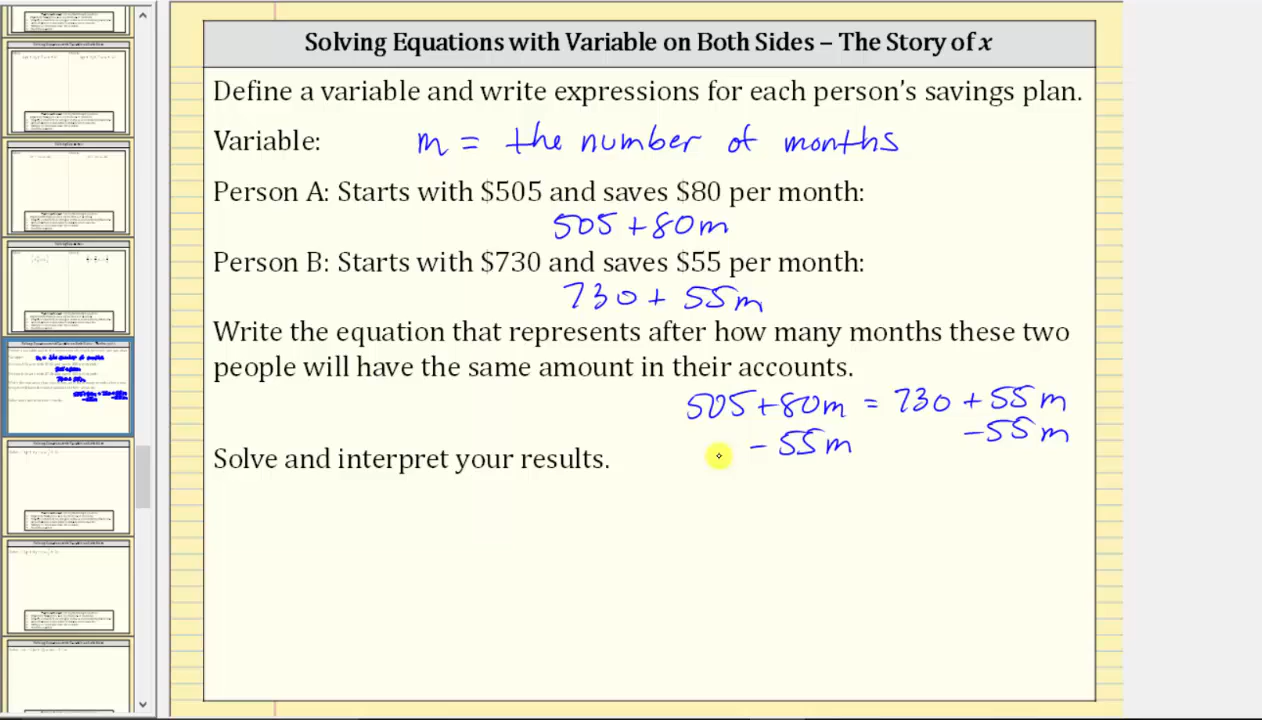 Solving Equations with Variable on Both Sides – The Story of x
Define a variable and write expressions for each person's savings plan.
Variable: m = the number of months
Person A: Starts with $505 and saves $80 per month:
505 + 80m
Person B: Starts with $730 and saves $55 per month:
730 + 55m
Write the equation that represents after how many months these two
people will have the same amount in their accounts.
505 + 80m = 730 + 55m
- 55m - 55m
Solve and interpret your results.